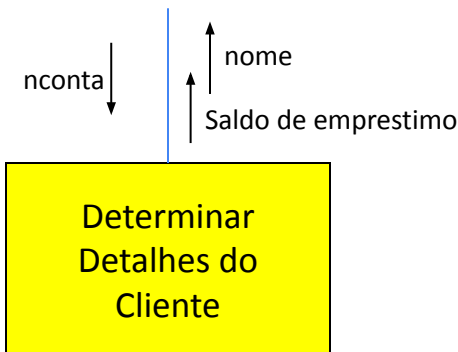 nome
nconta
Saldo de emprestimo
Determinar
Detalhes do
Cliente